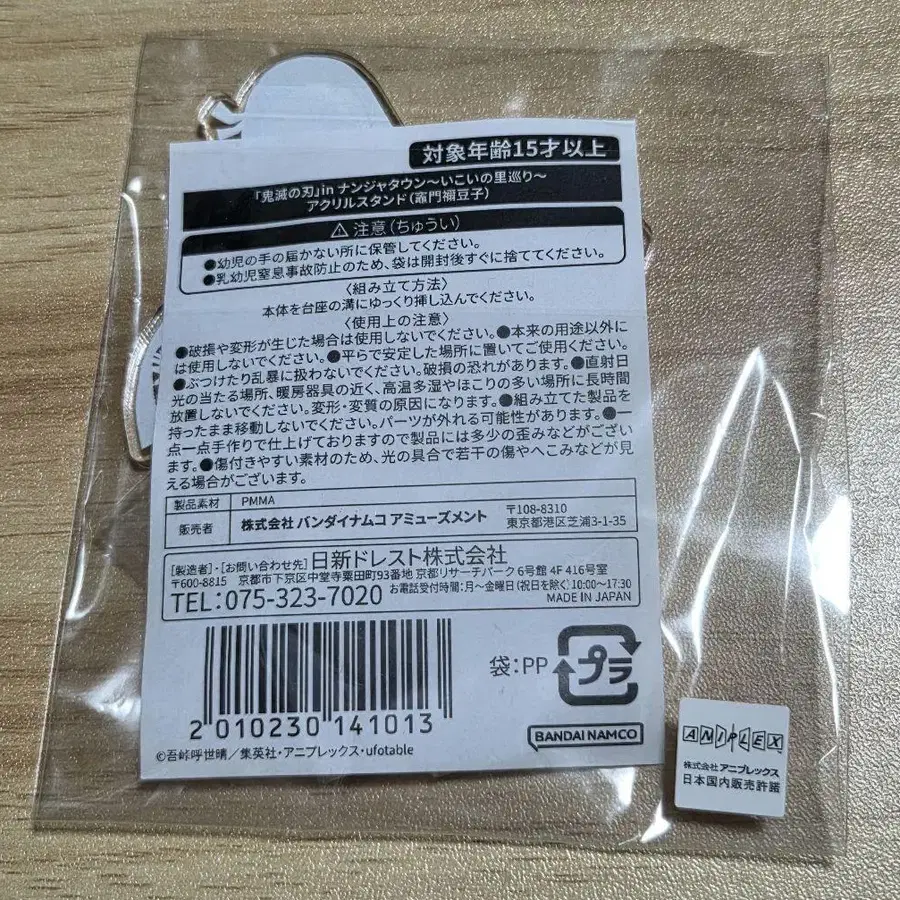 対象年齢15才以上
「鬼滅の刃」in ナンジャタウン～いこいの里巡り～
アクリルスタンド(竈門禰豆子)
⚠注意(ちゅうい)
●幼児の手の届かない所に保管してください。
●乳幼児窒息事故防止のため、袋は開封後すぐに捨ててください。
〈組み立て方法〉
本体を台座の溝にゆっくり挿し込んでください。
〈使用上の注意〉
●破損や変形が生じた場合は使用しないでください。●本来の用途以外に
は使用しないでください。●平らで安定した場所に置いてご使用ください。
●ぶつけたり乱暴に扱わないでください。破損の恐れがあります。●直射日
光の当たる場所、暖房器具の近く、高温多湿やほこりの多い場所に長時間
放置しないでください。変形・変質の原因になります。●組み立てた製品を
持ったまま移動しないでください。パーツが外れる可能性があります。●一
点一点手作りで仕上げておりますので製品には多少の歪みなどがござい
ます。●傷付きやすい素材のため、光の具合で若干の傷やへこみなどが見
える場合がございます。
製品素材 PMMA
販売者 株式会社 バンダイナムコ アミューズメント 〒108-8310
東京都港区芝浦3-1-35
[製造者]・[お問い合わせ先] 日新ドレスト株式会社
〒600-8815 京都市下京区中堂寺粟田町93番地 京都リサーチパーク6号館 4F 416号室
TEL:075-323-7020 お電話受付時間:月～金曜日(祝日を除く)10:00～17:30
MADE IN JAPAN
袋:PP プラ
2 010230 141013
BANDAI NAMCO
©吾峠呼世晴／集英社・アニプレックス・ufotable
ANIPLEX
株式会社 アニプレックス
日本国内販売許諾